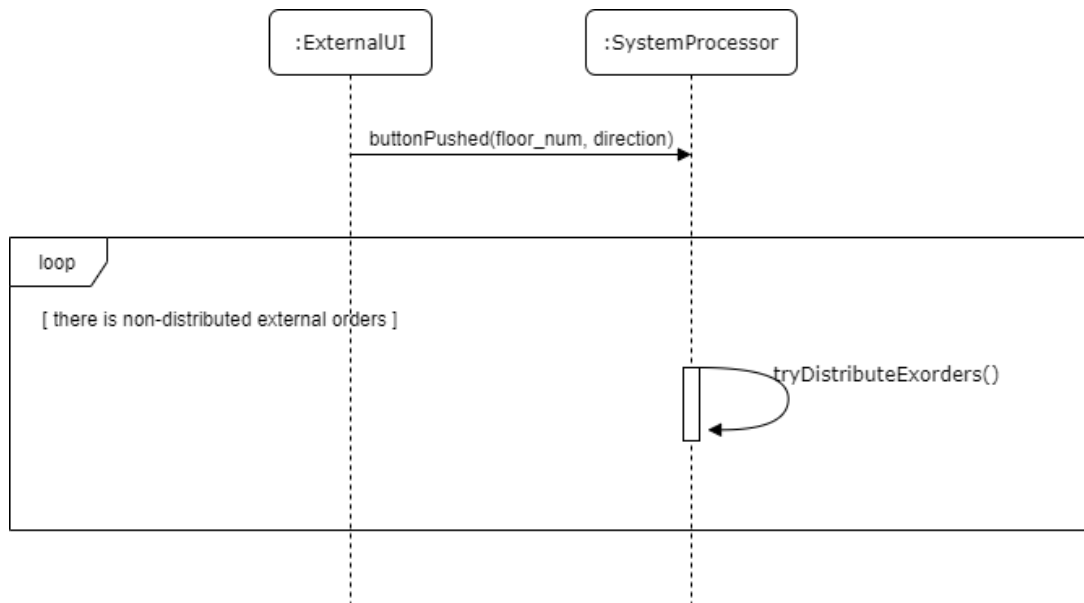 :ExternalUI
:SystemProcessor
buttonPushed(floor_num, direction)
loop
[ there is non-distributed external orders ]
tryDistributeExorders()